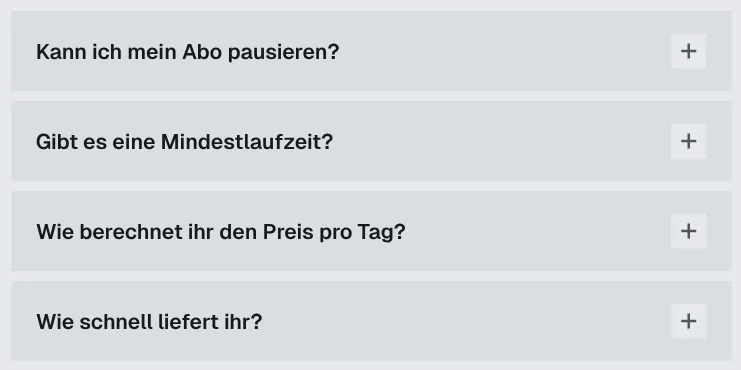 Kann ich mein Abo pausieren?
Gibt es eine Mindestlaufzeit?
Wie berechnet ihr den Preis pro Tag?
Wie schnell liefert ihr?